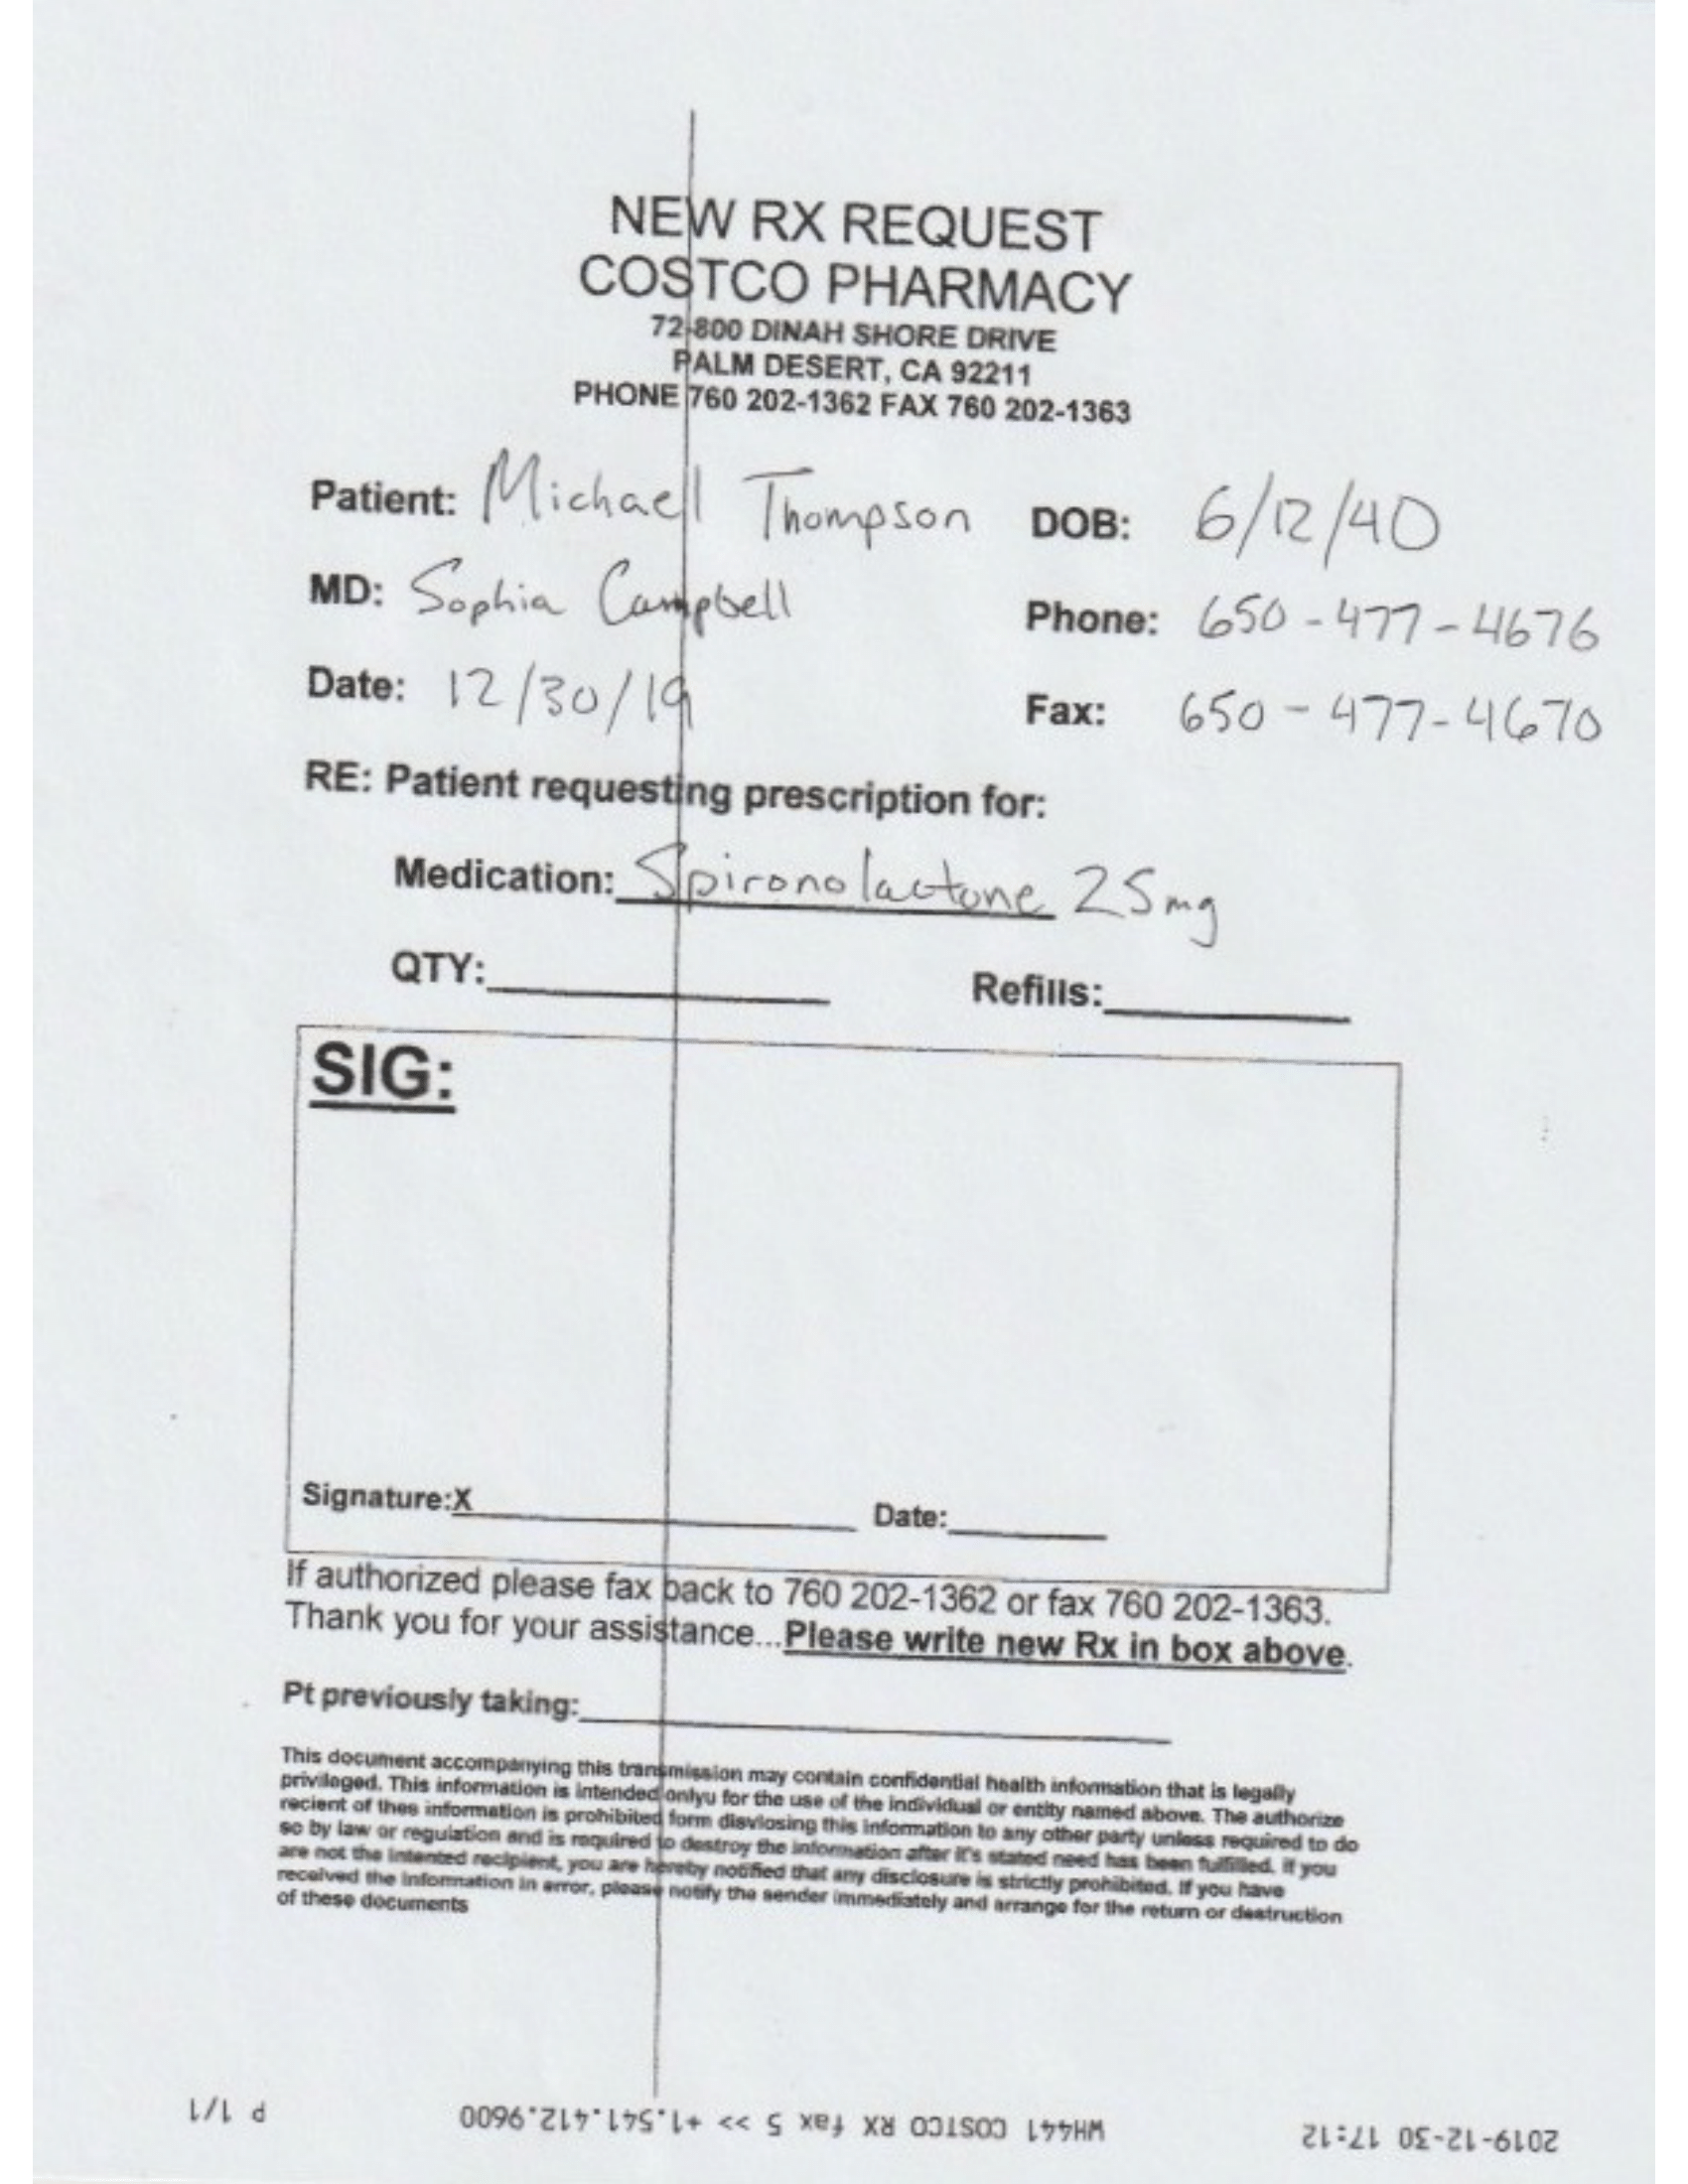 NEW RX REQUEST
COSTCO PHARMACY
72-800 DINAH SHORE DRIVE
PALM DESERT, CA 92211
PHONE 760 202-1362 FAX 760 202-1363
Patient: Michael Thompson DOB: 6/12/40
MD: Sophia Campbell Phone: 650-477-4676
Date: 12/30/19 Fax: 650-477-4670
RE: Patient requesting prescription for:
Medication: Spironolactone 25mg
QTY: Refills:
SIG:
Signature:X Date:
If authorized please fax back to 760 202-1362 or fax 760 202-1363.
Thank you for your assistance...Please write new Rx in box above.
Pt previously taking:
This document accompanying this transmission may contain confidential health information that is legally
privileged. This information is intended onlyu for the use of the individual or entity named above. The authorize
recient of thes information is prohibited form disvlosing this information to any other party unless required to do
so by law or regulation and is required to destroy the information after it's stated need has been fulfilled. If you
are not the intented recipient, you are hereby notified that any disclosure is strictly prohibited. If you have
received the information in error, please notify the sender immediately and arrange for the return or destruction
of these documents
2019-12-30 17:12 WH441 COSTCO RX fax 5 >> +1.541.412.9600 P 1/1